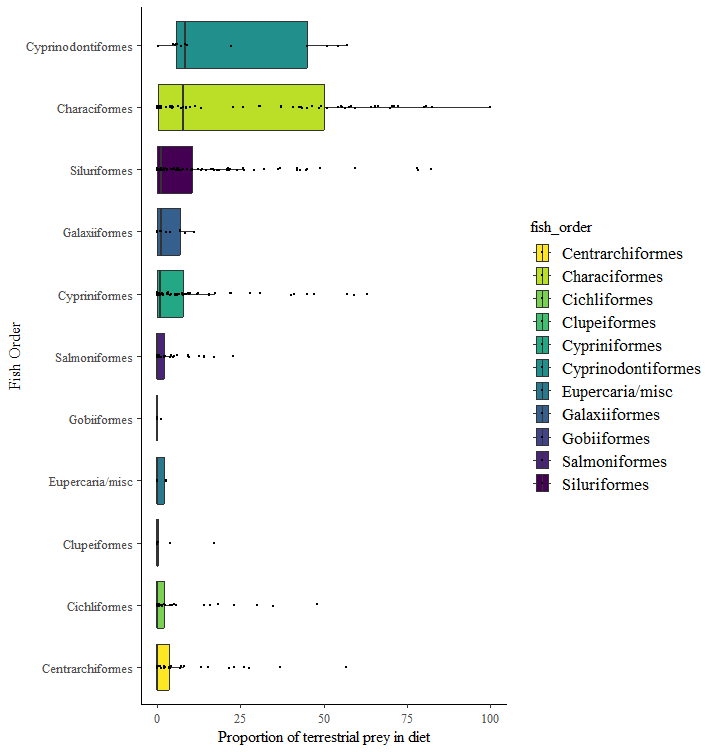 Cyprinodontiformes
Characiformes
Siluriformes
Galaxiiformes
Cypriniformes
Salmoniformes
Gobiiformes
Eupercaria/misc
Clupeiformes
Cichliformes
Centrarchiformes
Fish Order
0 25 50 75 100
Proportion of terrestrial prey in diet
fish_order
Centrarchiformes
Characiformes
Cichliformes
Clupeiformes
Cypriniformes
Cyprinodontiformes
Eupercaria/misc
Galaxiiformes
Gobiiformes
Salmoniformes
Siluriformes